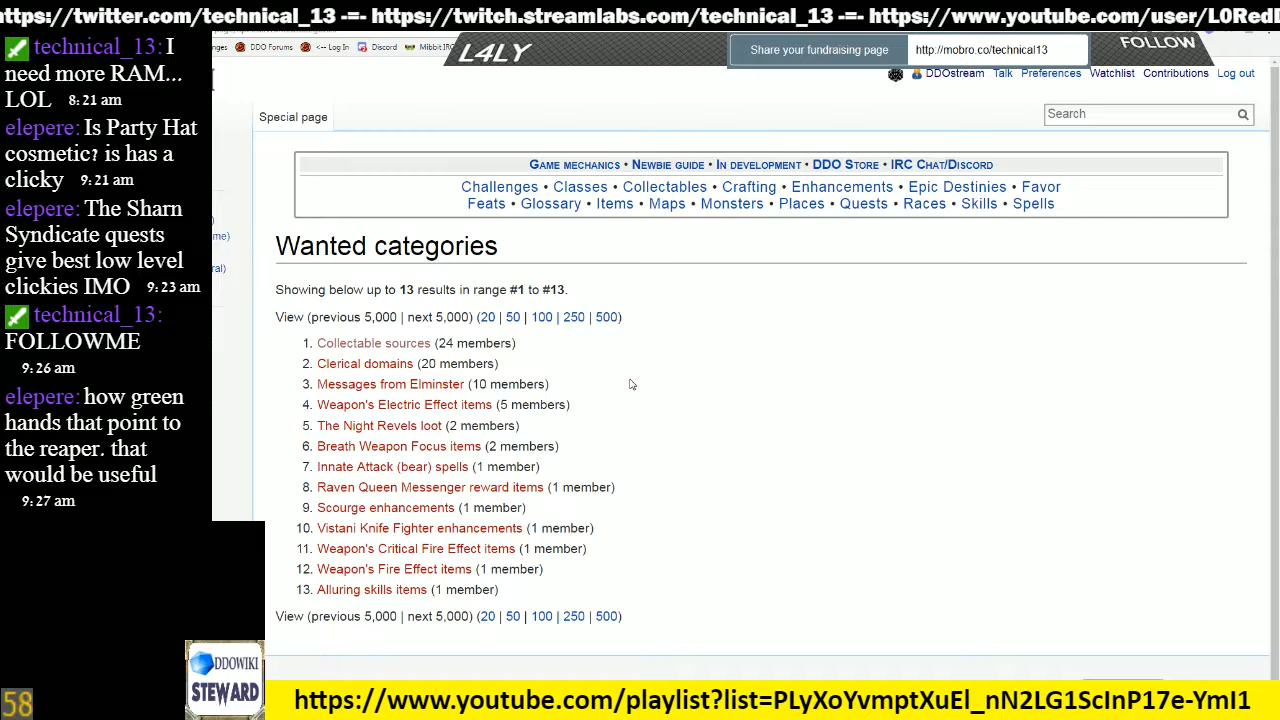 https://twitter.com/technical_13 -=- https://twitch.streamlabs.com/technical_13 -=- https://www.youtube.com/user/L0RedI
technical_13: I
need more RAM...
LOL 8:21 am
elepere: Is Party Hat
cosmetic? is has a
clicky 9:21 am
elepere: The Sharn
Syndicate quests
give best low level
clickies IMO 9:23 am
technical_13:
FOLLOWME
9:26 am
elepere: how green
hands that point to
the reaper. that
would be useful
9:27 am
58
DDO Forums <-- Log In Discord Mibbit IRC
L4LY
Share your fundraising page http://mobro.co/technical13
FOLLOW
DDOstream Talk Preferences Watchlist Contributions Log out
Special page
Search
GAME MECHANICS • NEWBIE GUIDE • IN DEVELOPMENT • DDO STORE • IRC CHAT/DISCORD
Challenges • Classes • Collectables • Crafting • Enhancements • Epic Destinies • Favor
Feats • Glossary • Items • Maps • Monsters • Places • Quests • Races • Skills • Spells
Wanted categories
Showing below up to 13 results in range #1 to #13.
View (previous 5,000 | next 5,000) (20 | 50 | 100 | 250 | 500)
1. Collectable sources (24 members)
2. Clerical domains (20 members)
3. Messages from Elminster (10 members)
4. Weapon's Electric Effect items (5 members)
5. The Night Revels loot (2 members)
6. Breath Weapon Focus items (2 members)
7. Innate Attack (bear) spells (1 member)
8. Raven Queen Messenger reward items (1 member)
9. Scourge enhancements (1 member)
10. Vistani Knife Fighter enhancements (1 member)
11. Weapon's Critical Fire Effect items (1 member)
12. Weapon's Fire Effect items (1 member)
13. Alluring skills items (1 member)
View (previous 5,000 | next 5,000) (20 | 50 | 100 | 250 | 500)
DDOWIKI
STEWARD
https://www.youtube.com/playlist?list=PLyXoYvmptXuEl_nN2LG1ScInP17e-YmI1